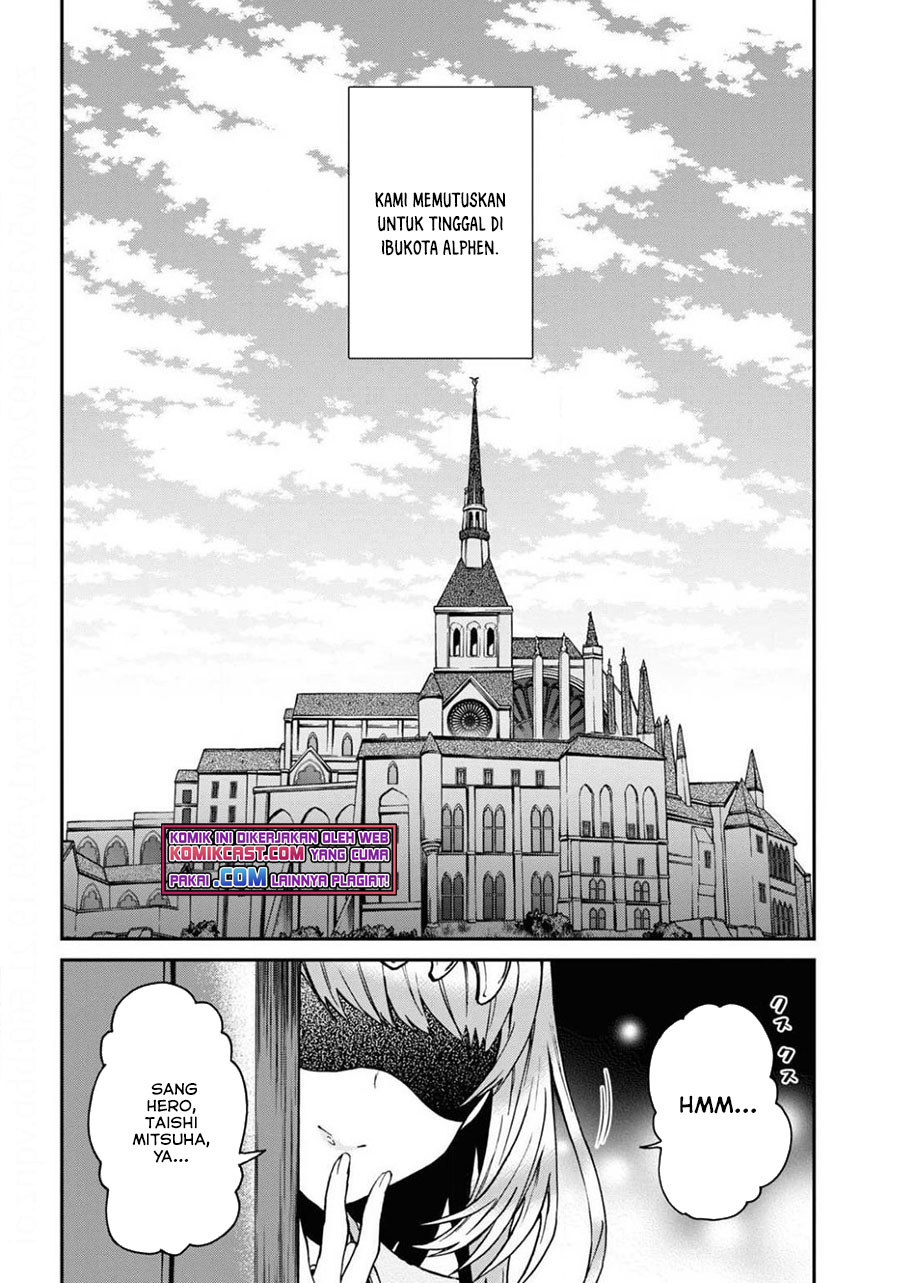 KAMI MEMUTUSKAN
UNTUK TINGGAL DI
IBUKOTA ALPHEN.
KOMIK INI DIKERJAKAN OLEH WEB
KOMIKCAST.COM YANG CUMA
PAKAI .COM LAINNYA PLAGIAT!
クス クス
HMM...
SANG
HERO,
TAISHI
MITSUHA,
YA...